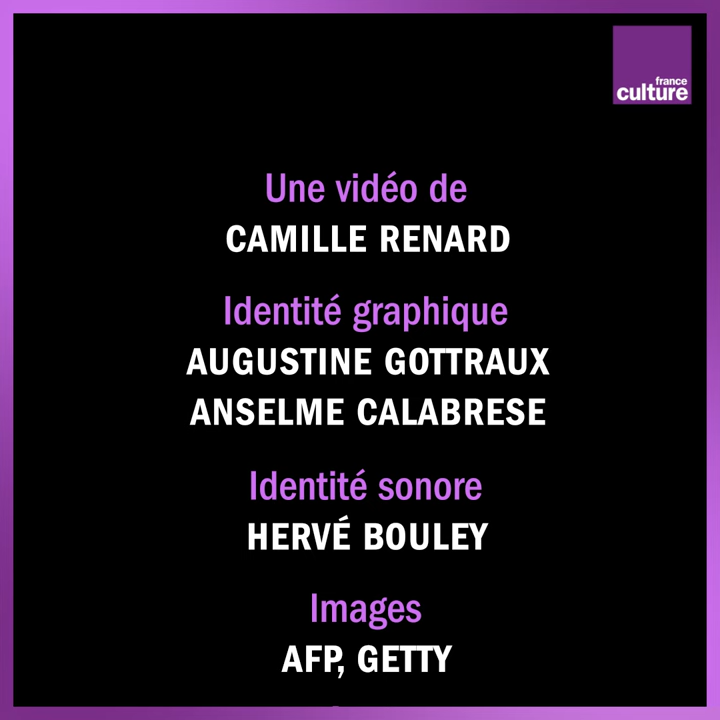 france
culture
Une vidéo de
CAMILLE RENARD
Identité graphique
AUGUSTINE GOTTRAUX
ANSELME CALABRESE
Identité sonore
HERVÉ BOULEY
Images
AFP, GETTY